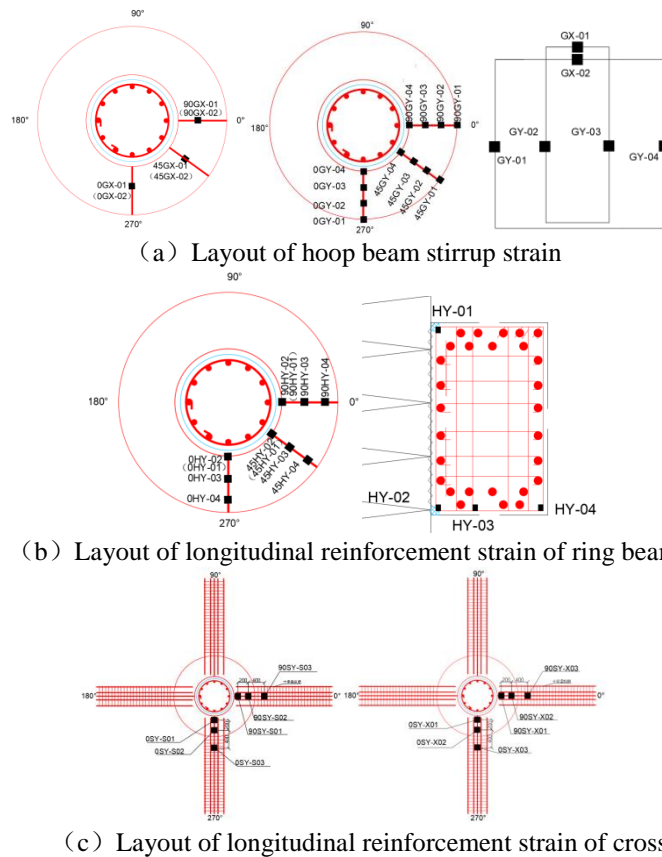 90°
180°
0°
270°
90GX-01
(90GX-02)
45GX-01
(45GX-02)
0GX-01
(0GX-02)
90°
0°
270°
90GY-04
90GY-03
90GY-02
90GY-01
0GY-04
0GY-03
0GY-02
0GY-01
45GY-04
45GY-03
45GY-02
45GY-01
GX-01
GX-02
GY-02
GY-03
GY-01
GY-04
（a）Layout of hoop beam stirrup strain
90°
180°
0°
270°
90HY-02
(90HY-01)
90HY-03
90HY-04
0HY-02
(0HY-01)
0HY-03
0HY-04
45HY-02
(45HY-01)
45HY-03
45HY-04
HY-01
HY-02
HY-03
HY-04
（b）Layout of longitudinal reinforcement strain of ring bear
90°
180°
0°
270°
90SY-S03
90SY-S02
90SY-S01
0SY-S01
0SY-S02
0SY-S03
200
400
90°
180°
0°
270°
90SY-X03
90SY-X02
90SY-X01
0SY-X01
0SY-X02
0SY-X03
200
400
（c）Layout of longitudinal reinforcement strain of cross